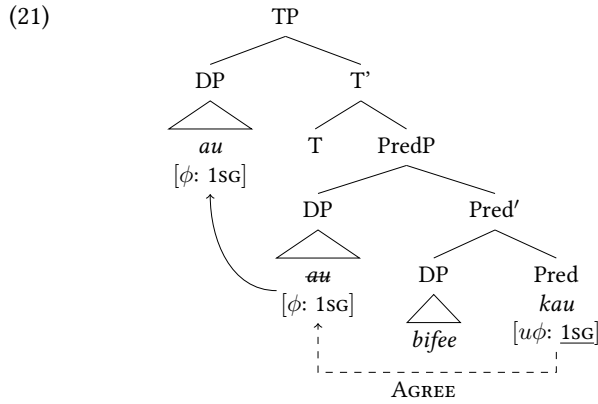 (21) TP
DP T’
au T PredP
[ϕ: 1SG] DP Pred′
au DP Pred
[ϕ: 1SG] bifee kau
[uϕ: 1SG]
AGREE